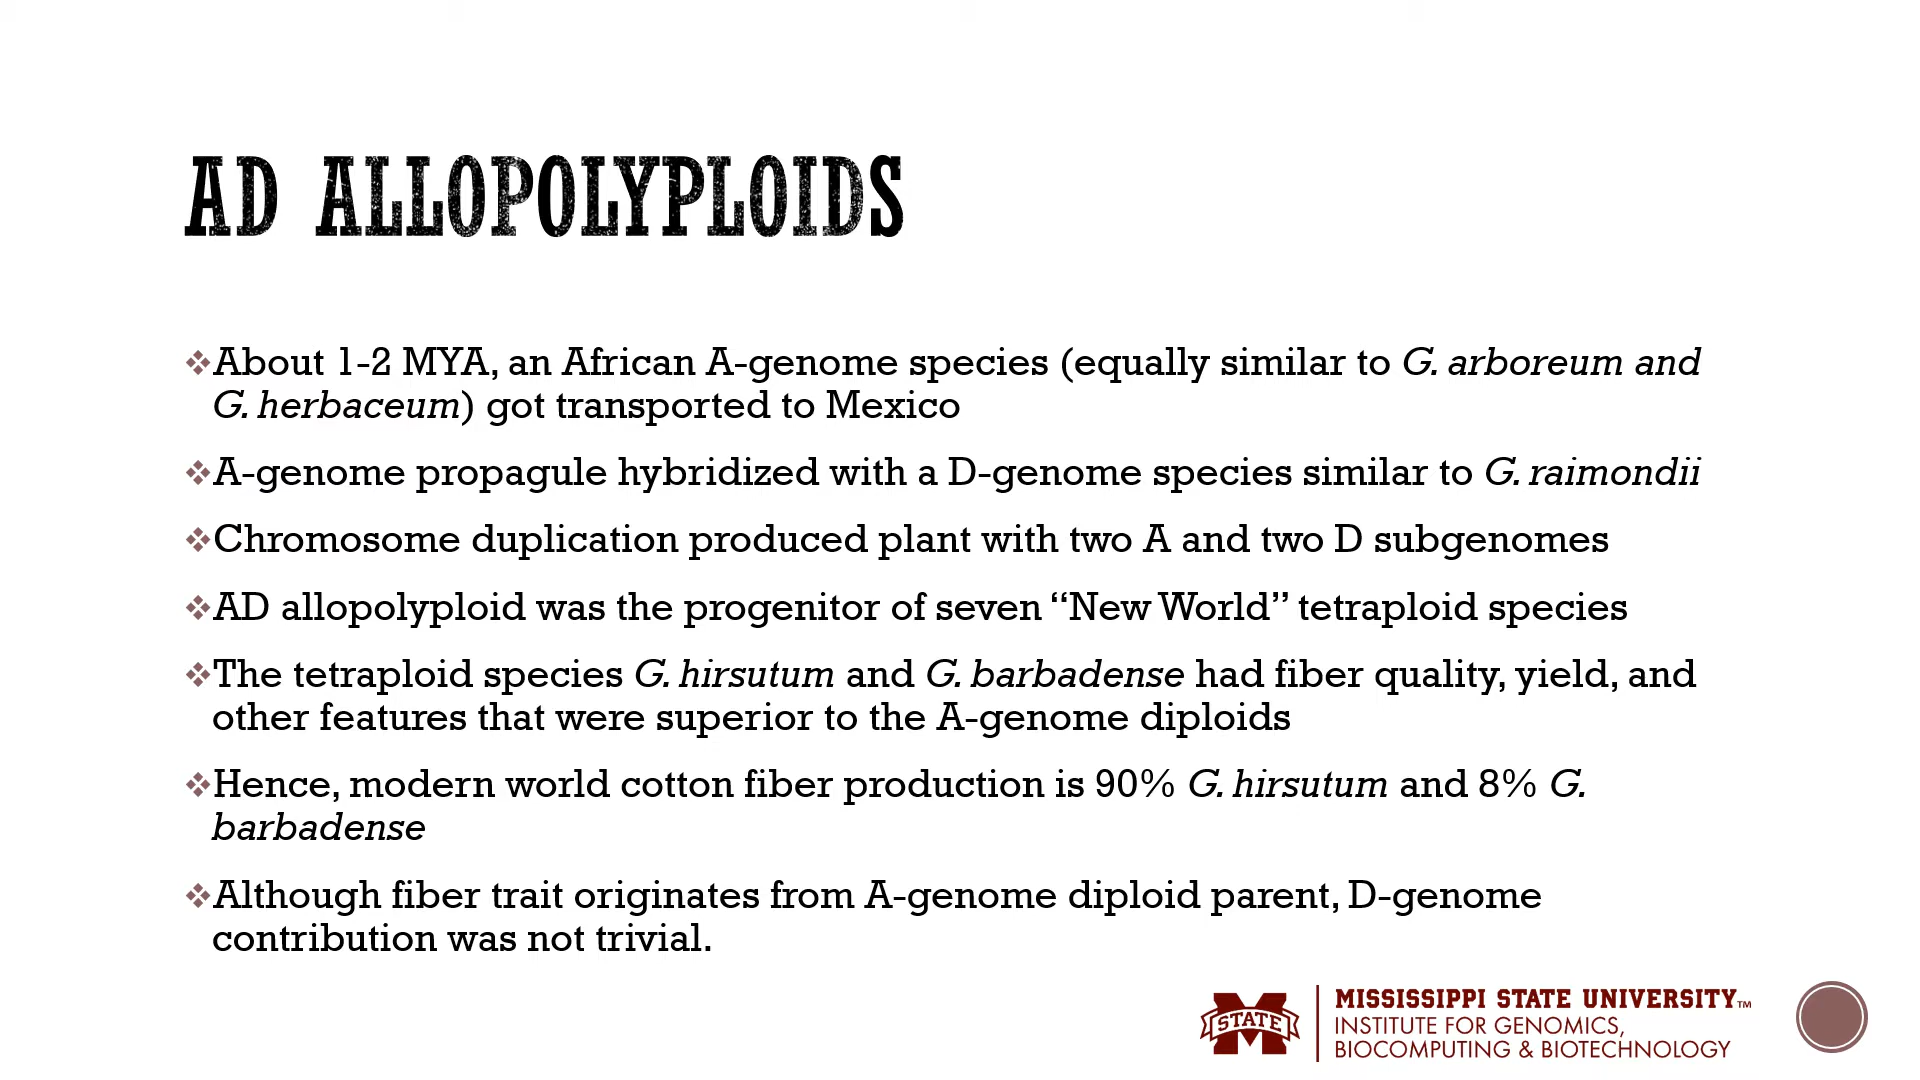 AD ALLOPOLYPLOIDS
❖About 1-2 MYA, an African A-genome species (equally similar to G. arboreum and
G. herbaceum) got transported to Mexico
❖A-genome propagule hybridized with a D-genome species similar to G. raimondii
❖Chromosome duplication produced plant with two A and two D subgenomes
❖AD allopolyploid was the progenitor of seven “New World” tetraploid species
❖The tetraploid species G. hirsutum and G. barbadense had fiber quality, yield, and
other features that were superior to the A-genome diploids
❖Hence, modern world cotton fiber production is 90% G. hirsutum and 8% G.
barbadense
❖Although fiber trait originates from A-genome diploid parent, D-genome
contribution was not trivial.
STATE
MISSISSIPPI STATE UNIVERSITY™
INSTITUTE FOR GENOMICS,
BIOCOMPUTING & BIOTECHNOLOGY